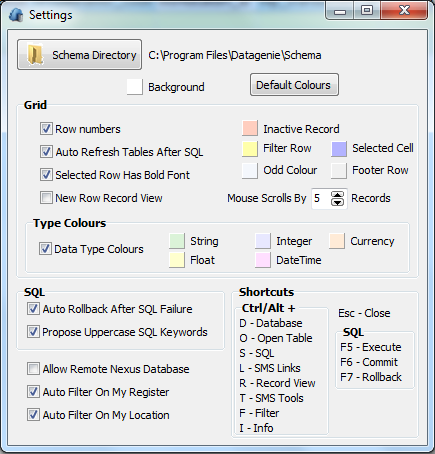 Settings
Schema Directory C:\Program Files\Datagenie\Schema
Background Default Colours
Grid
Row numbers
Auto Refresh Tables After SQL
Selected Row Has Bold Font
New Row Record View
Inactive Record
Filter Row Selected Cell
Odd Colour Footer Row
Mouse Scrolls By 5 Records
Type Colours
Data Type Colours
String Integer Currency
Float DateTime
SQL
Auto Rollback After SQL Failure
Propose Uppercase SQL Keywords
Allow Remote Nexus Database
Auto Filter On My Register
Auto Filter On My Location
Shortcuts
Ctrl/Alt +
D - Database
O - Open Table
S - SQL
L - SMS Links
R - Record View
T - SMS Tools
F - Filter
I - Info
Esc - Close
SQL
F5 - Execute
F6 - Commit
F7 - Rollback